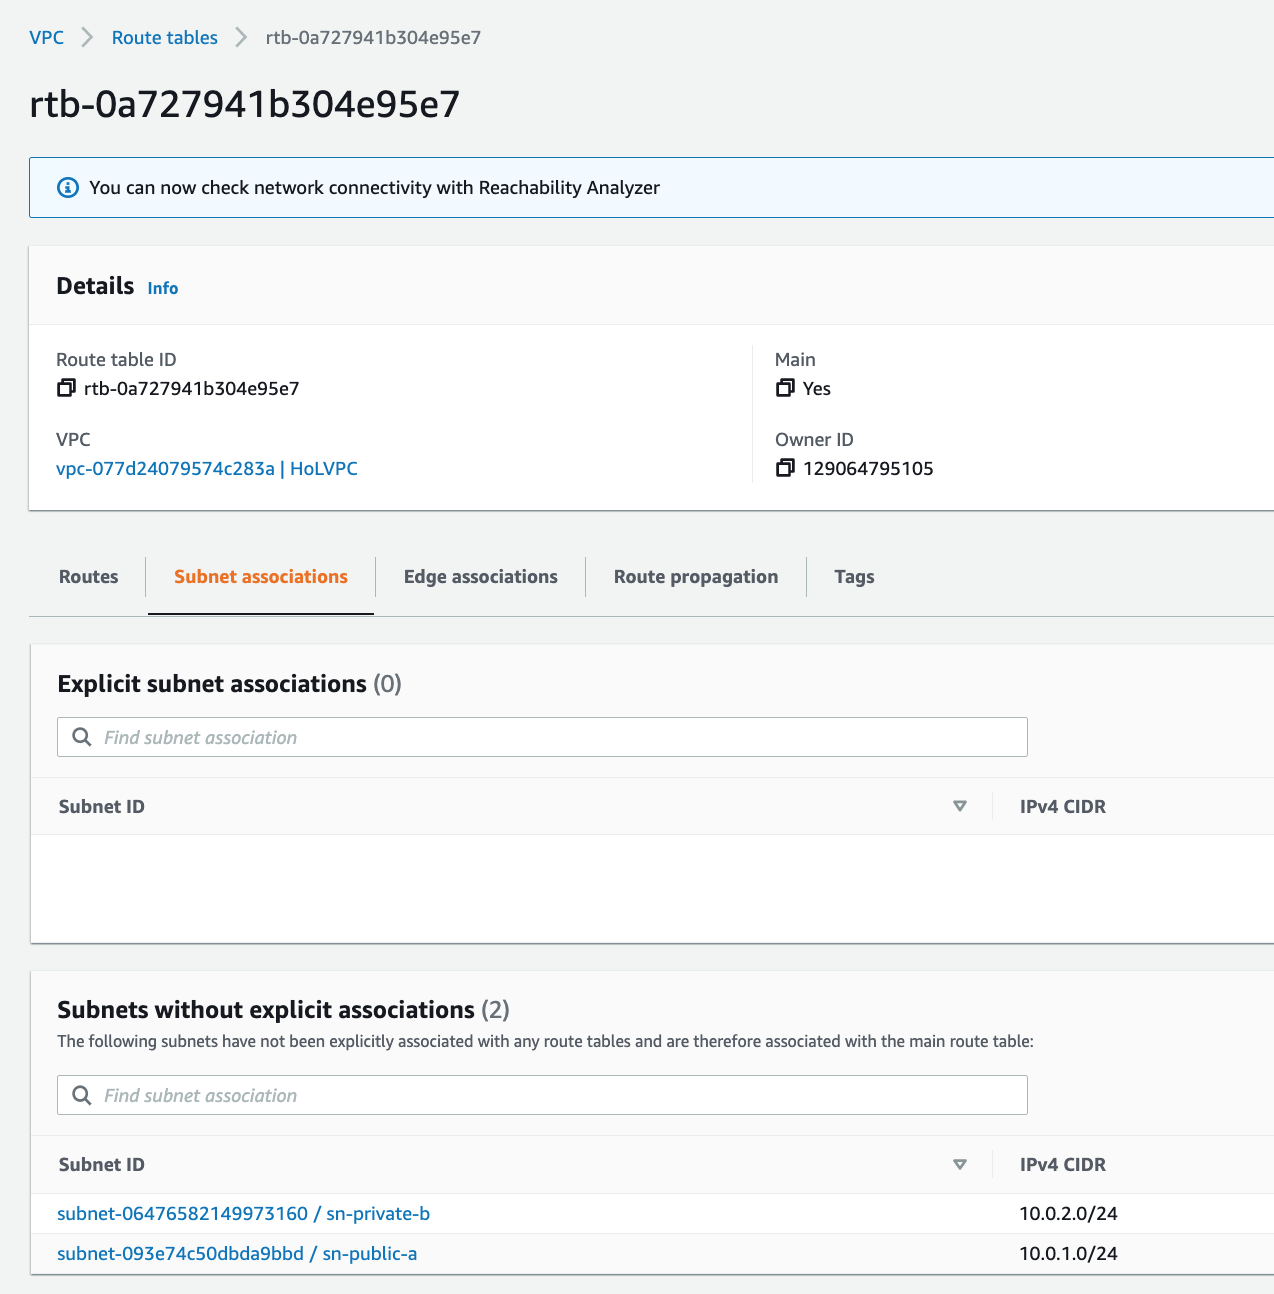 VPC > Route tables > rtb-0a727941b304e95e7
rtb-0a727941b304e95e7
You can now check network connectivity with Reachability Analyzer
Details Info
Route table ID
rtb-0a727941b304e95e7
Main
Yes
VPC
vpc-077d24079574c283a | HoLVPC
Owner ID
129064795105
Routes Subnet associations Edge associations Route propagation Tags
Explicit subnet associations (0)
Find subnet association
Subnet ID IPv4 CIDR
Subnets without explicit associations (2)
The following subnets have not been explicitly associated with any route tables and are therefore associated with the main route table:
Find subnet association
Subnet ID IPv4 CIDR
subnet-06476582149973160 / sn-private-b 10.0.2.0/24
subnet-093e74c50dbda9bbd / sn-public-a 10.0.1.0/24